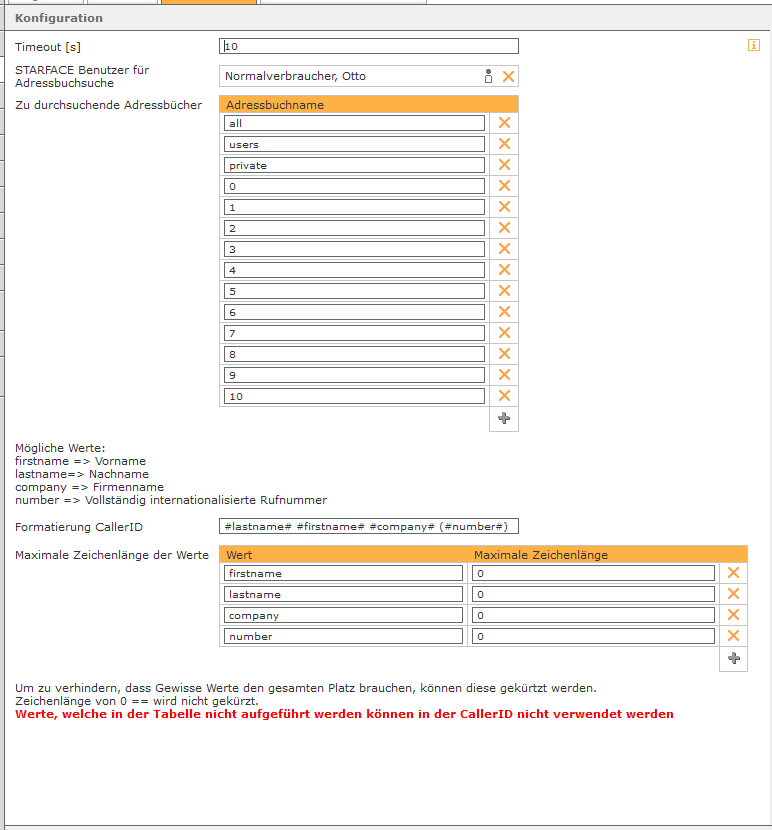 Konfiguration
Timeout [s]
10
STARFACE Benutzer für
Adressbuchsuche
Normalverbraucher, Otto
Zu durchsuchende Adressbücher
Adressbuchname
all
users
private
0
1
2
3
4
5
6
7
8
9
10
Mögliche Werte:
firstname => Vorname
lastname=> Nachname
company => Firmenname
number => Vollständig internationalisierte Rufnummer
Formatierung CallerID
#lastname# #firstname# #company# (#number#)
Maximale Zeichenlänge der Werte
Wert Maximale Zeichenlänge
firstname 0
lastname 0
company 0
number 0
Um zu verhindern, dass Gewisse Werte den gesamten Platz brauchen, können diese gekürtzt werden.
Zeichenlänge von 0 == wird nicht gekürzt.
Werte, welche in der Tabelle nicht aufgeführt werden können in der CallerID nicht verwendet werden